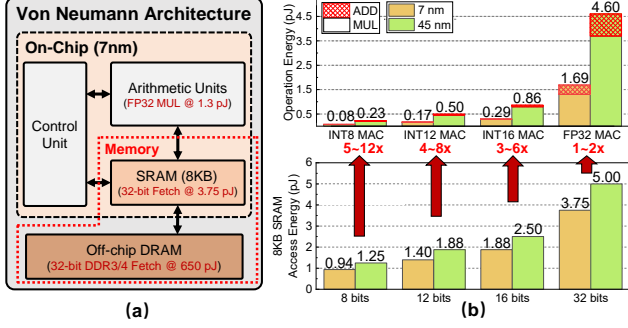 Von Neumann Architecture
On-Chip (7nm)
Control
Unit
Arithmetic Units
(FP32 MUL @ 1.3 pJ)
Memory
SRAM (8KB)
(32-bit Fetch @ 3.75 pJ)
Off-chip DRAM
(32-bit DDR3/4 Fetch @ 650 pJ)
(a)
Operation Energy (pJ)
4.5
3.0
1.5
0.0
ADD
MUL
7 nm
45 nm
0.08 0.23
0.17 0.50
0.29 0.86
1.69 4.60
INT8 MAC INT12 MAC INT16 MAC FP32 MAC
5~12x 4~8x 3~6x 1~2x
8KB SRAM
Access Energy (pJ)
6
5
4
3
2
1
0
0.94 1.25
1.40 1.88
1.88 2.50
3.75 5.00
8 bits 12 bits 16 bits 32 bits
(b)